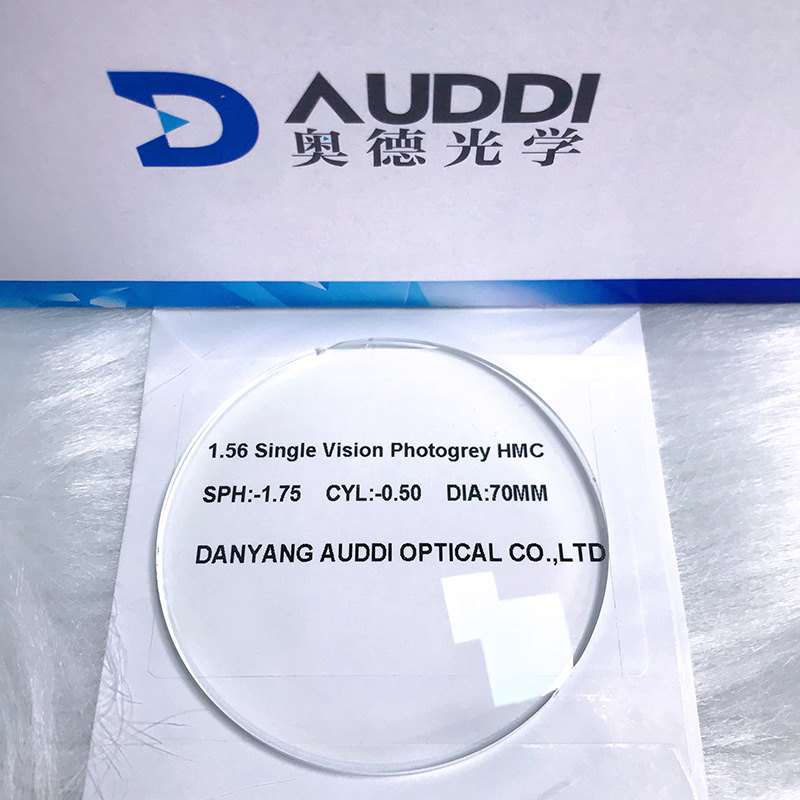 AUDDI
奥德光学
1.56 Single Vision Photogrey HMC
SPH:-1.75 CYL:-0.50 DIA:70MM
DANYANG AUDDI OPTICAL CO.,LTD